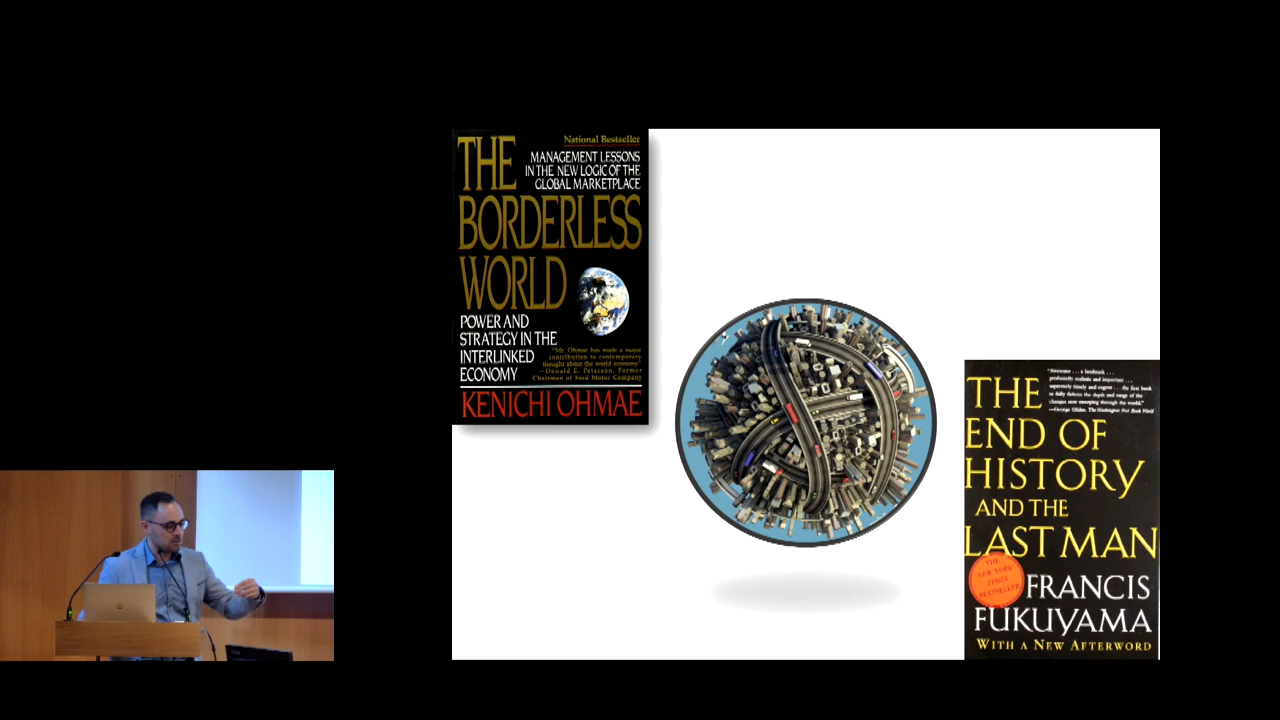 National Bestseller
THE
MANAGEMENT LESSONS
IN THE NEW LOGIC OF THE
GLOBAL MARKETPLACE
BORDERLESS
WORLD
POWER AND
STRATEGY IN THE
INTERLINKED
ECONOMY
"Mr. Ohmae has made a major
contribution to contemporary
thought about the world economy."
—Donald E. Petersen, Former
Chairman of Ford Motor Company
KENICHI OHMAE
"Awesome . . . a landmark . . .
profoundly realistic and important . . .
supremely timely and cogent . . . the first book
to fully fathom the depth and range of the
changes now sweeping through the world."
—George Gilder, The Washington Post Book World
THE
END OF
HISTORY
AND THE
LAST MAN
THE
NEW YORK
TIMES
BESTSELLER
FRANCIS
FUKUYAMA
WITH A NEW AFTERWORD